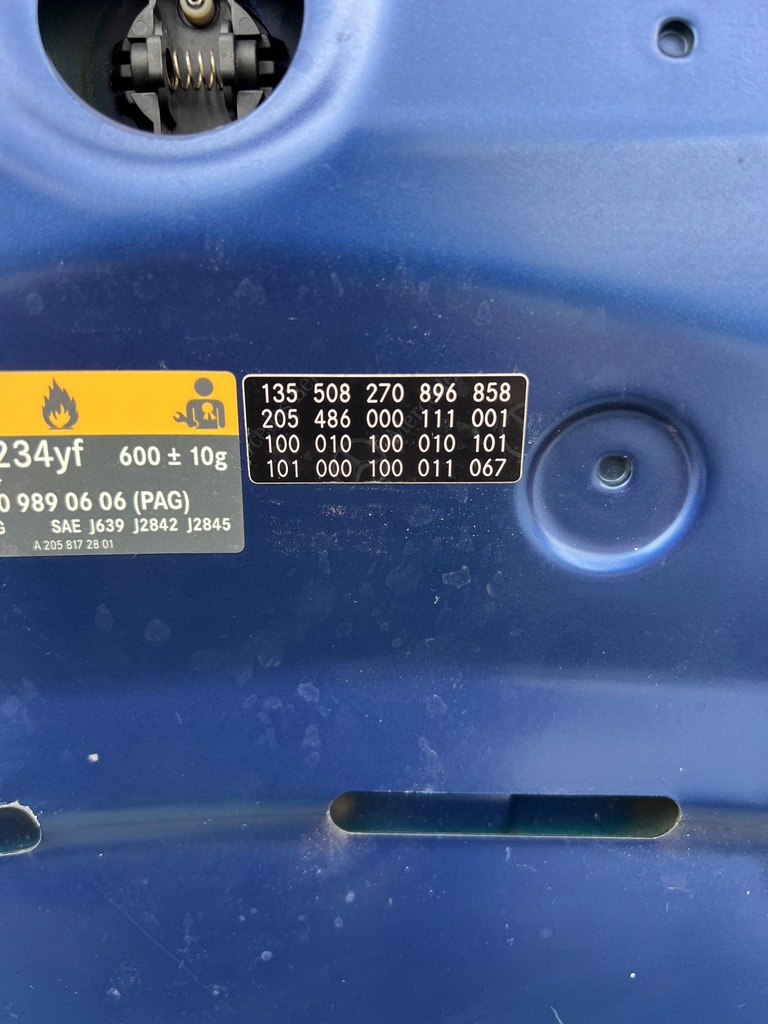 234yf 600 ± 10g
0 989 06 06 (PAG)
G SAE J639 J2842 J2845
A 205 817 28 01
135 508 270 896 858
205 486 000 111 001
100 010 100 010 101
101 000 100 011 067